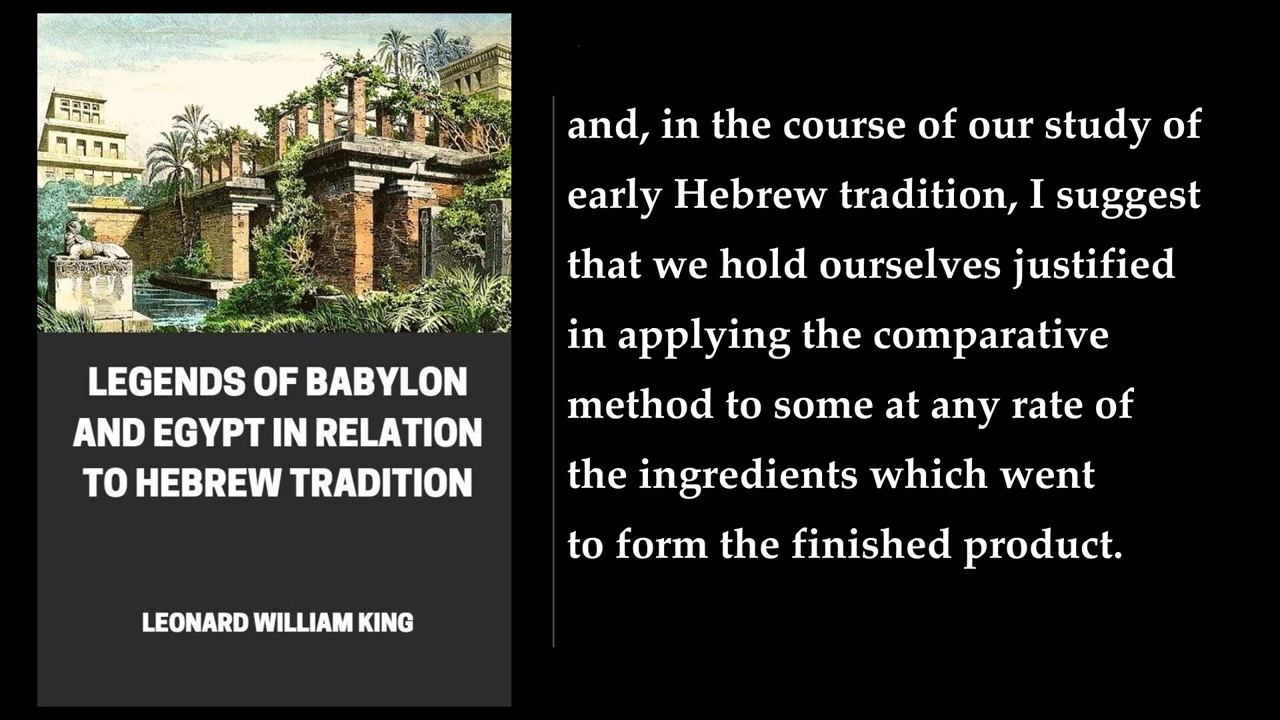 LEGENDS OF BABYLON
AND EGYPT IN RELATION
TO HEBREW TRADITION
LEONARD WILLIAM KING
and, in the course of our study of
early Hebrew tradition, I suggest
that we hold ourselves justified
in applying the comparative
method to some at any rate of
the ingredients which went
to form the finished product.